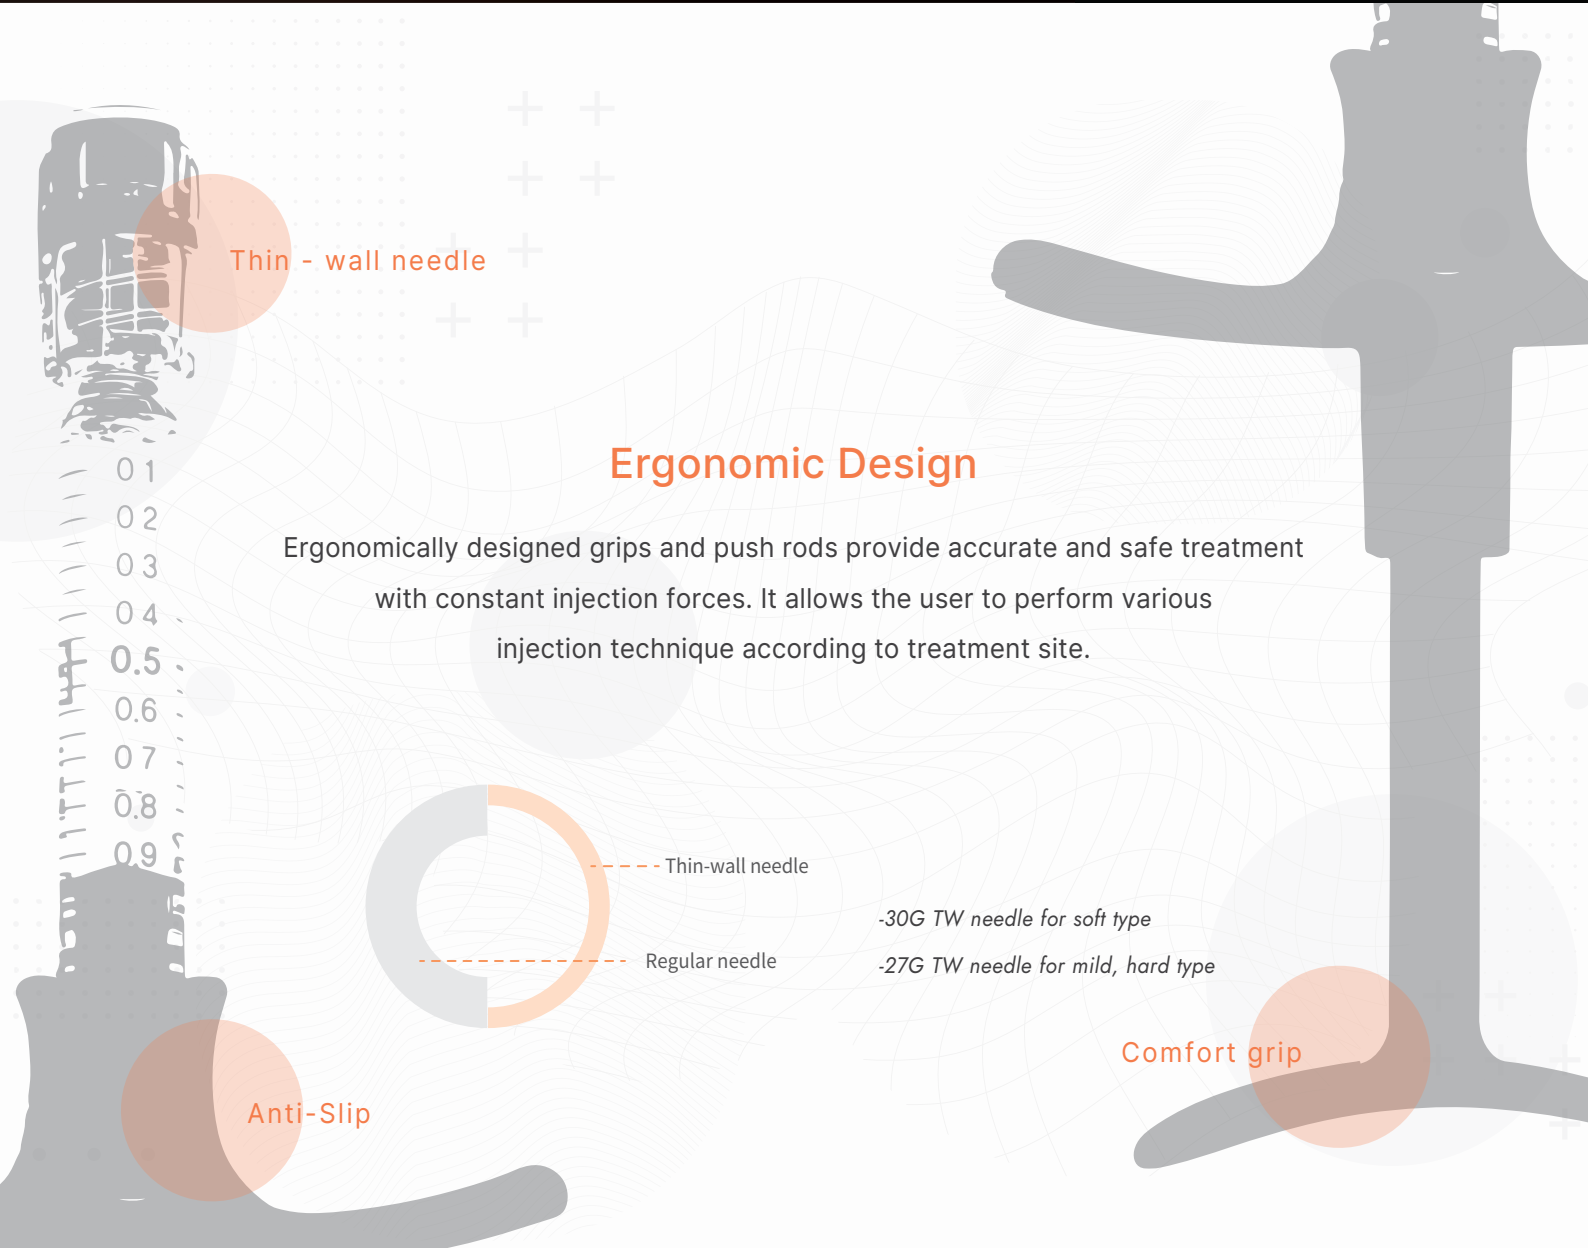 Thin - wall needle
01
02
03
04
0.5
0.6
07
0.8
0.9
Ergonomic Design
Ergonomically designed grips and push rods provide accurate and safe treatment
with constant injection forces. It allows the user to perform various
injection technique according to treatment site.
Thin-wall needle
Regular needle
-30G TW needle for soft type
-27G TW needle for mild, hard type
Comfort grip
Anti-Slip